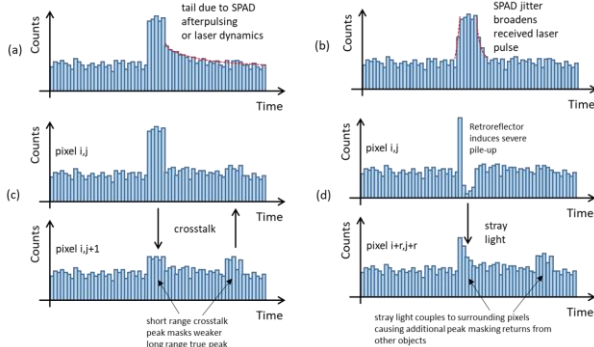 tail due to SPAD
afterpulsing
or laser dynamics
Counts
(a)
Time
SPAD jitter
broadens
received laser
pulse
Counts
(b)
Time
Counts
pixel i,j
Time
(c)
crosstalk
Counts
pixel i,j+1
Time
short range crosstalk
peak masks weaker
long range true peak
Counts
pixel i,j
Retroreflector
induces severe
pile-up
Time
(d)
stray
light
Counts
pixel i+r,j+r
Time
stray light couples to surrounding pixels
causing additional peak masking returns from
other objects